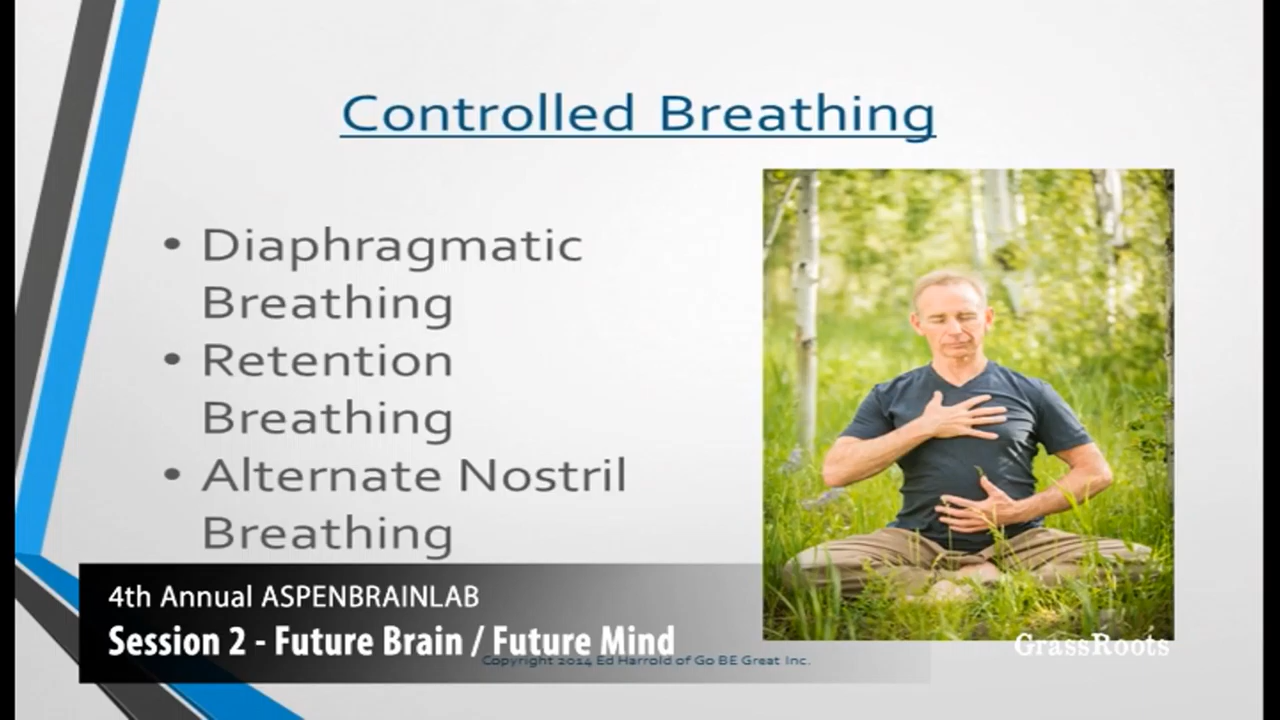 Controlled Breathing
• Diaphragmatic
Breathing
• Retention
Breathing
• Alternate Nostril
Breathing
4th Annual ASPENBRAINLAB
Session 2 - Future Brain / Future Mind
Copyright 2014 Ed Harrold of Go BE Great Inc.
GrassRoots